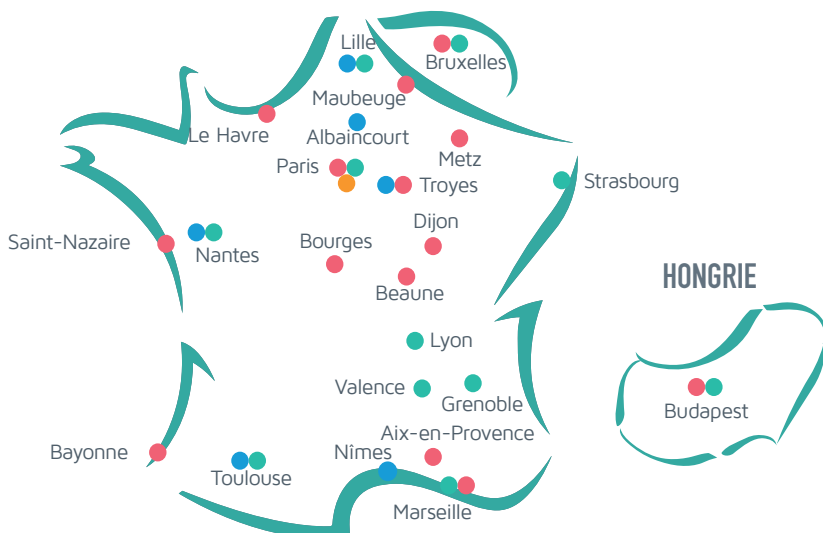 Lille
Bruxelles
Maubeuge
Le Havre
Albaincourt
Metz
Paris
Troyes
Strasbourg
Dijon
Saint-Nazaire
Nantes
Bourges
Beaune
HONGRIE
Lyon
Valence
Grenoble
Budapest
Aix-en-Provence
Bayonne
Nîmes
Toulouse
Marseille